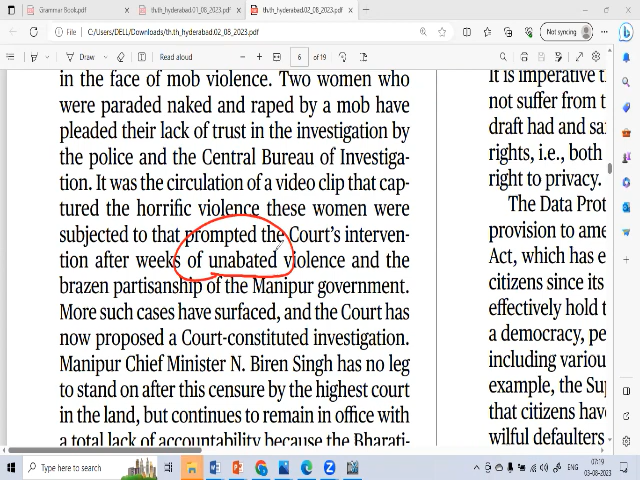 Grammar Book.pdf
th.th_hyderabad.01_08_2023.pdf
th.th_hyderabad.02_08_2023.pdf
File
C:/Users/DELL/Downloads/th.th_hyderabad.02_08_2023.pdf
Not syncing
Draw
Read aloud
6
of 19
in the face of mob violence. Two women who
were paraded naked and raped by a mob have
pleaded their lack of trust in the investigation by
the police and the Central Bureau of Investiga-
tion. It was the circulation of a video clip that cap-
tured the horrific violence these women were
subjected to that prompted the Court's interven-
tion after weeks of unabated violence and the
brazen partisanship of the Manipur government.
More such cases have surfaced, and the Court has
now proposed a Court-constituted investigation.
Manipur Chief Minister N. Biren Singh has no leg
to stand on after this censure by the highest court
in the land, but continues to remain in office with
a total lack of accountability because the Bharati-
It is imperative t
not suffer from t
draft had and sa
rights, i.e., both
right to privacy.
The Data Prot
provision to ame
Act, which has e
citizens since its
effectively hold t
a democracy, pe
including variou
example, the Su
that citizens hav
wilful defaulters
Type here to search
ENG
07:19
03-08-2023